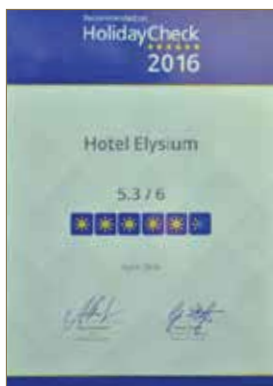 Recommended on
HolidayCheck
2016
Hotel Elysium
5.3 / 6